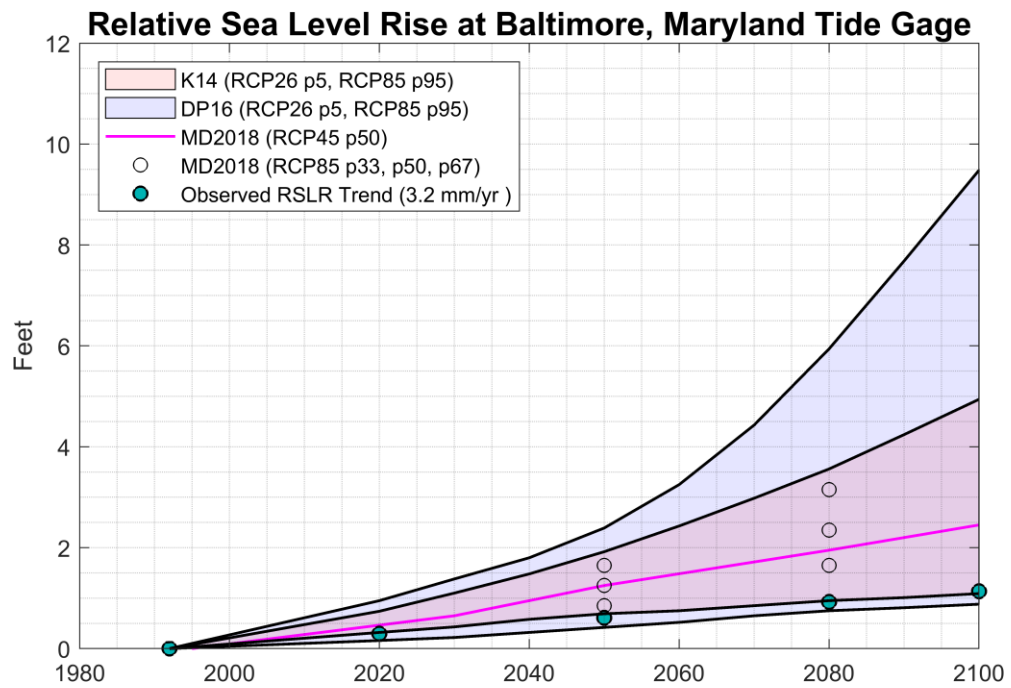 Relative Sea Level Rise at Baltimore, Maryland Tide Gage
12
10
8
6
4
2
0
Feet
K14 (RCP26 p5, RCP85 p95)
DP16 (RCP26 p5, RCP85 p95)
MD2018 (RCP45 p50)
MD2018 (RCP85 p33, p50, p67)
Observed RSLR Trend (3.2 mm/yr )
1980 2000 2020 2040 2060 2080 2100